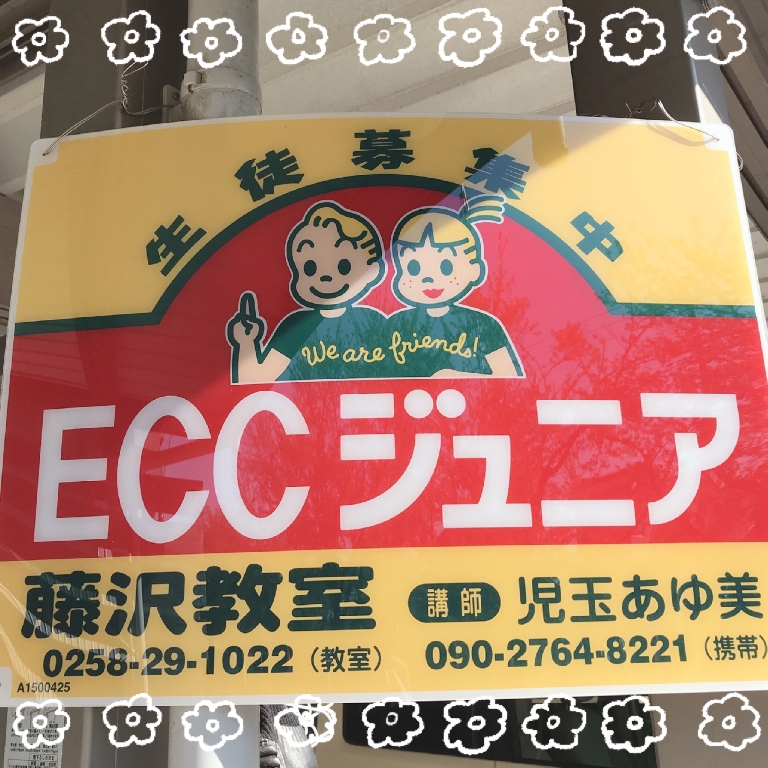 生徒募集中
We are friends!
ECCジュニア
藤沢教室 講師 児玉あゆ美
0258-29-1022（教室） 090-2764-8221（携帯）
A1500425